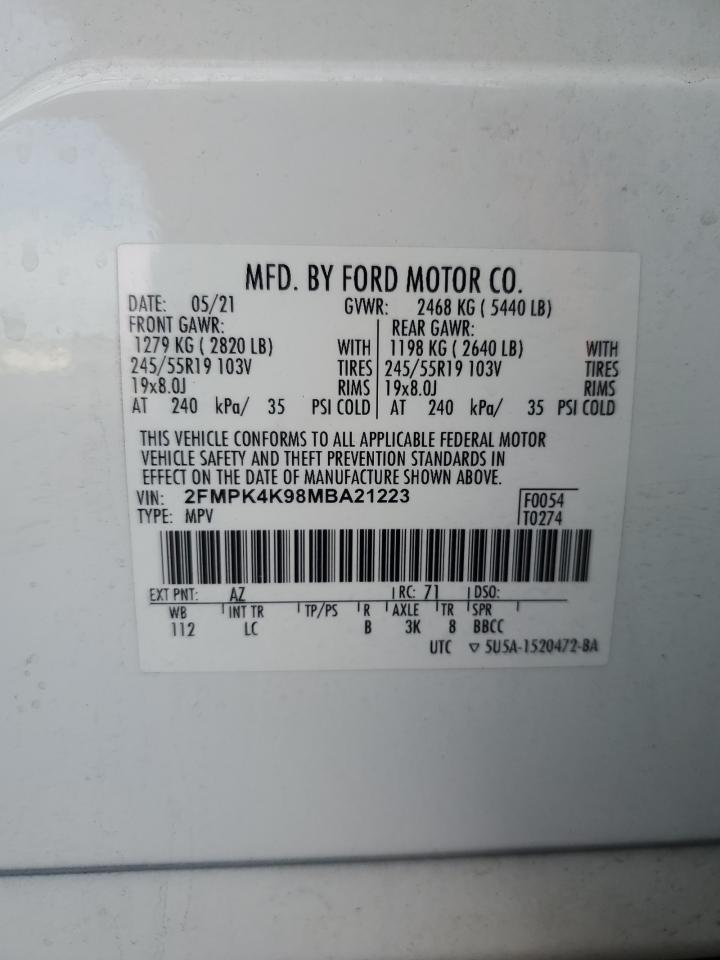 MFD. BY FORD MOTOR CO.
DATE: 05/21 GVWR: 2468 KG ( 5440 LB)
FRONT GAWR: REAR GAWR:
1279 KG ( 2820 LB) WITH 1198 KG ( 2640 LB) WITH
245/55R19 103V TIRES 245/55R19 103V TIRES
19x8.0J RIMS 19x8.0J RIMS
AT 240 kPa/ 35 PSI COLD AT 240 kPa/ 35 PSI COLD
THIS VEHICLE CONFORMS TO ALL APPLICABLE FEDERAL MOTOR
VEHICLE SAFETY AND THEFT PREVENTION STANDARDS IN
EFFECT ON THE DATE OF MANUFACTURE SHOWN ABOVE.
VIN: 2FMPK4K98MBA21223 F0054
TYPE: MPV T0274
EXT PNT: AZ RC: 71 DSO:
WB INT TR TP/PS R AXLE TR SPR
112 LC B 3K 8 BBCC
UTC ▽ 5U5A-1520472-BA